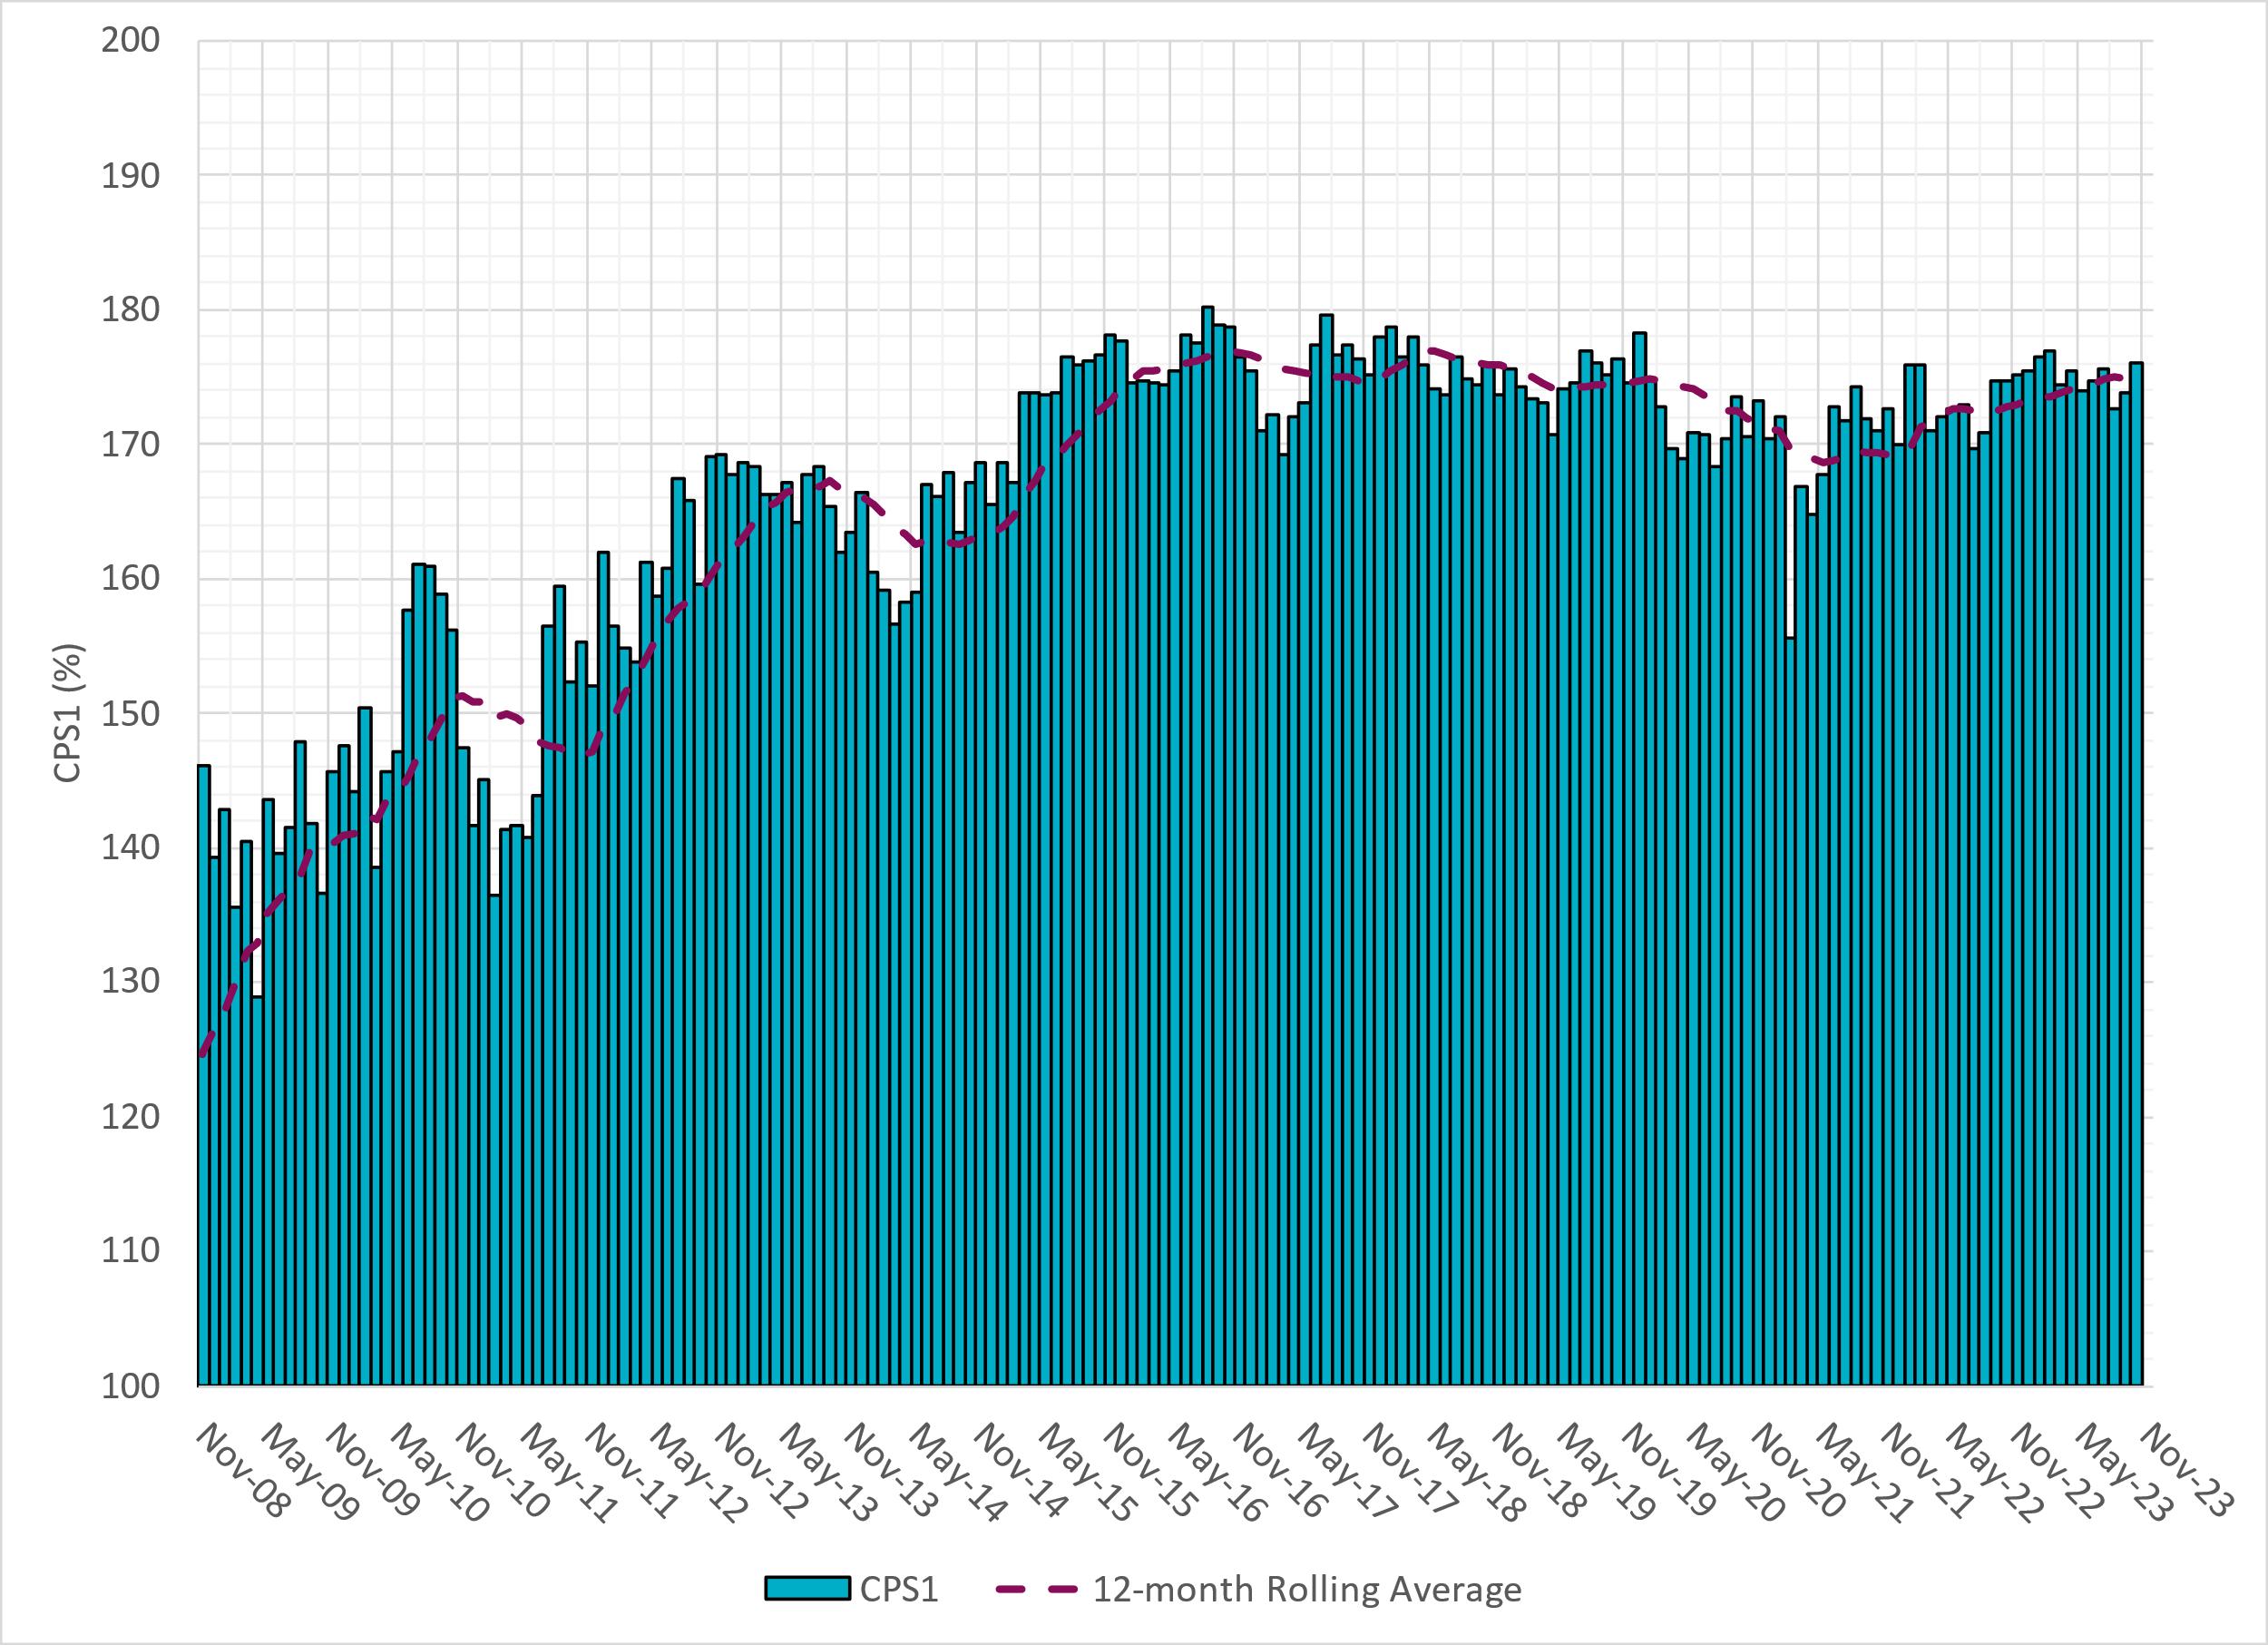 200
190
180
170
160
150
140
130
120
110
100
CPS1 (%)
Nov-08
May-09
Nov-09
May-10
Nov-10
May-11
Nov-11
May-12
Nov-12
May-13
Nov-13
May-14
Nov-14
May-15
Nov-15
May-16
Nov-16
May-17
Nov-17
May-18
Nov-18
May-19
Nov-19
May-20
Nov-20
May-21
Nov-21
May-22
Nov-22
May-23
Nov-23
CPS1 12-month Rolling Average